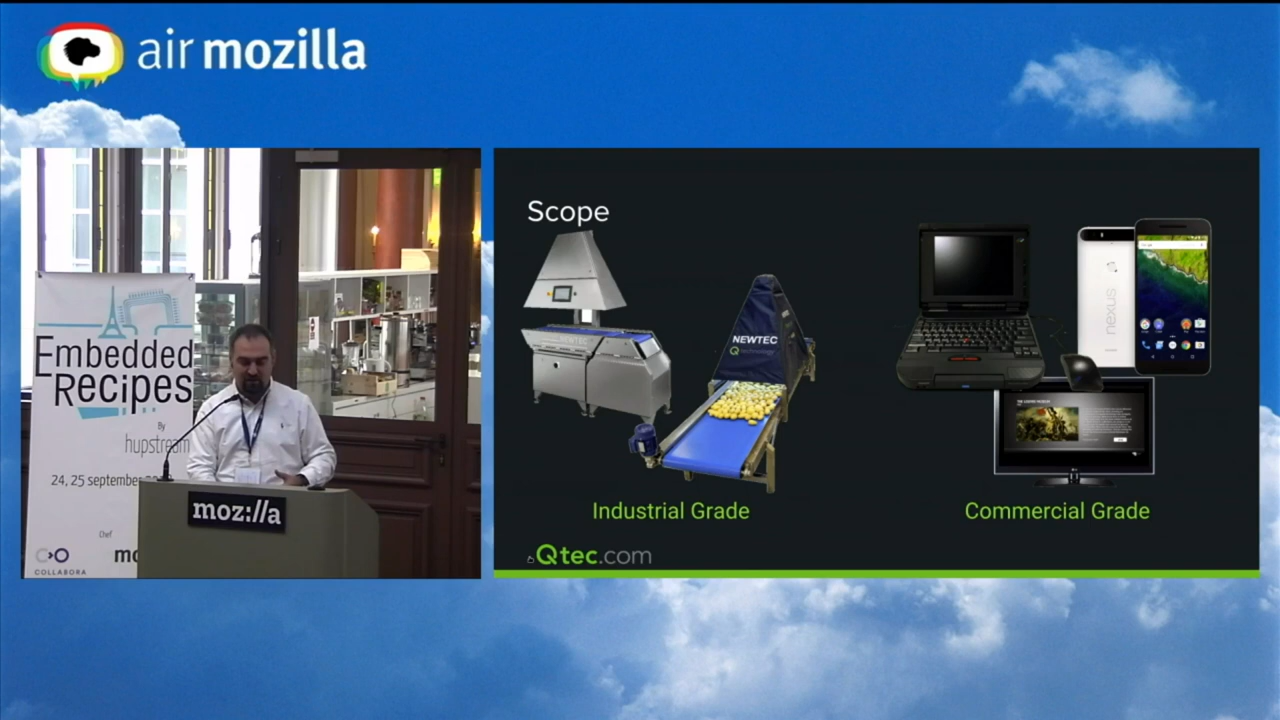 air mozilla
Embedded
Recipes
By
hupstream
24, 25 september
Chef
COLLABORA
moz://a
Scope
NEWTEC
NEWTEC
nexus
Industrial Grade
Commercial Grade
Qtec.com